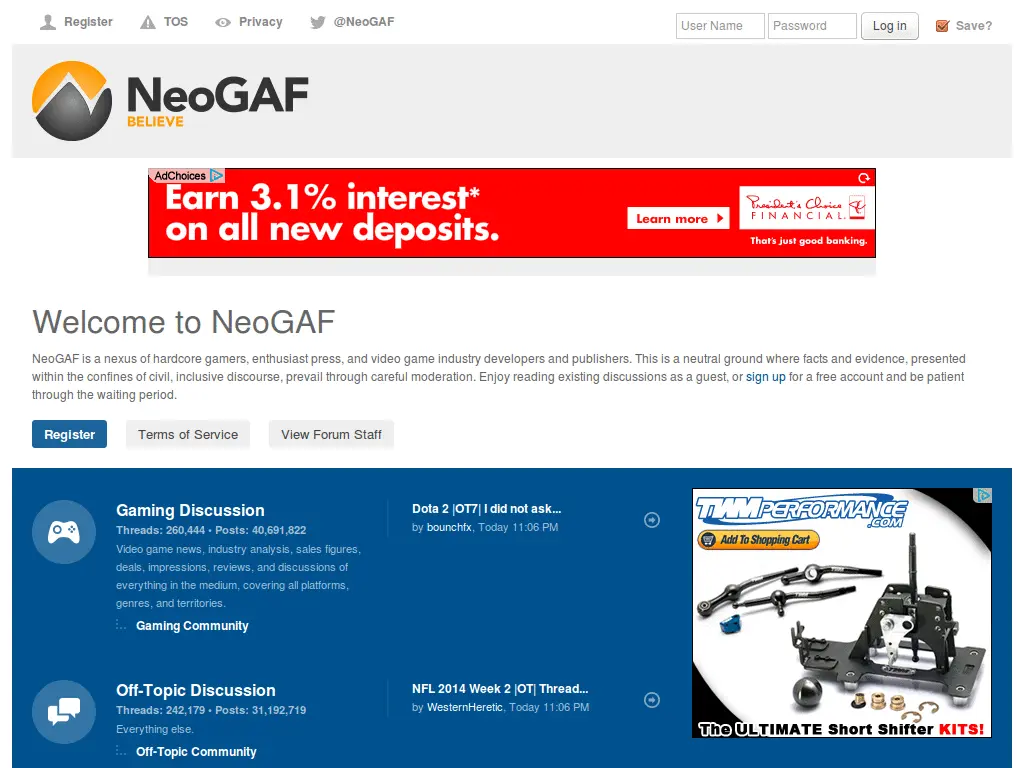 Register
TOS
Privacy
@NeoGAF
User Name
Password
Log in
Save?
NeoGAF
BELIEVE
AdChoices
Earn 3.1% interest*
on all new deposits.
Learn more
President's Choice
FINANCIAL
That's just good banking.
Welcome to NeoGAF
NeoGAF is a nexus of hardcore gamers, enthusiast press, and video game industry developers and publishers. This is a neutral ground where facts and evidence, presented
within the confines of civil, inclusive discourse, prevail through careful moderation. Enjoy reading existing discussions as a guest, or sign up for a free account and be patient
through the waiting period.
Register
Terms of Service
View Forum Staff
Gaming Discussion
Threads: 260,444 • Posts: 40,691,822
Video game news, industry analysis, sales figures,
deals, impressions, reviews, and discussions of
everything in the medium, covering all platforms,
genres, and territories.
Gaming Community
Dota 2 |OT7| I did not ask...
by bounchfx, Today 11:06 PM
Off-Topic Discussion
Threads: 242,179 • Posts: 31,192,719
Everything else.
Off-Topic Community
NFL 2014 Week 2 |OT| Thread...
by WesternHeretic, Today 11:06 PM
TWMPERFORMANCE
.COM
Add To Shopping Cart
The ULTIMATE Short Shifter KITS!